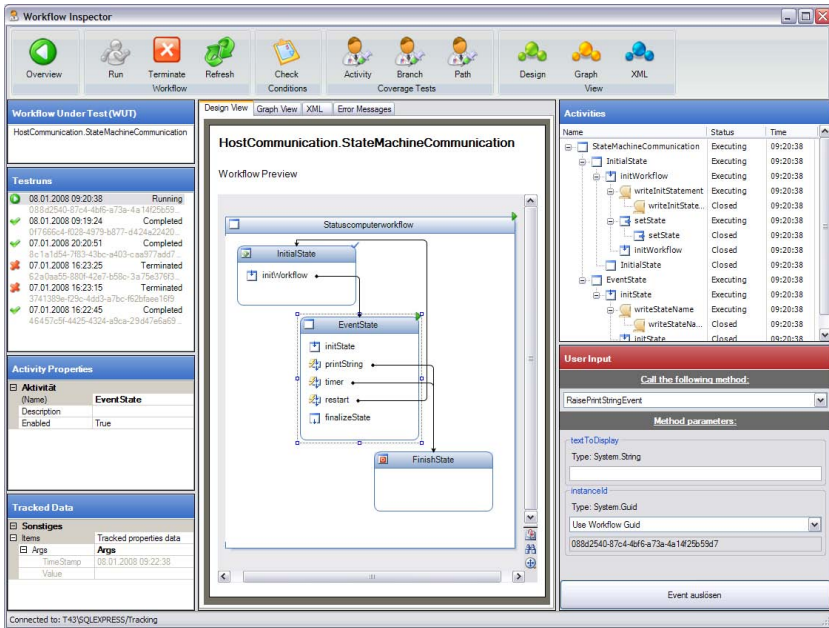 Workflow Inspector
Overview
Run
Terminate
Refresh
Workflow
Check
Conditions
Activity
Branch
Path
Coverage Tests
Design
Graph
XML
View
Workflow Under Test (WUT)
HostCommunication.StateMachineCommunication
Testruns
08.01.2008 09:20:38 Running
088d2540-87c4-4bf6-a73a-4a14f25b59...
08.01.2008 09:19:24 Completed
0f7666c4-f028-4979-b877-d424a22420...
07.01.2008 20:20:51 Completed
8c1a1d54-7f83-43bc-a403-caa977add7...
07.01.2008 16:23:25 Terminated
62a0aa55-880f-42e7-b58c-3a75e376f3...
07.01.2008 16:23:15 Terminated
3741389e-f29c-4dd3-a7bc-f62bfaee16f9
07.01.2008 16:22:45 Completed
46457c5f-4425-4324-a9ca-29d47e6a69...
Activity Properties
Aktivität
(Name) EventState
Description
Enabled True
Tracked Data
Sonstiges
Items Tracked properties data
Args Args
TimeStamp 08.01.2008 09:22:38
Value
Design View
Graph View
XML
Error Messages
HostCommunication.StateMachineCommunication
Workflow Preview
Statuscomputerworkflow
InitialState
initWorkflow
EventState
initState
printString
timer
restart
finalizeState
FinishState
Activities
Name Status Time
StateMachineCommunication Executing 09:20:38
InitialState Executing 09:20:38
initWorkflow Executing 09:20:38
writeInitStatement Executing 09:20:38
writeInitState... Closed 09:20:38
setState Executing 09:20:38
setState Closed 09:20:38
initWorkflow Closed 09:20:38
InitialState Closed 09:20:38
EventState Executing 09:20:38
initState Executing 09:20:38
writeStateName Executing 09:20:38
writeStateNa... Closed 09:20:38
initState Closed 09:20:38
User Input
Call the following method:
RaisePrintStringEvent
Method parameters:
textToDisplay
Type: System.String
instanceId
Type: System.Guid
Use Workflow Guid
088d2540-87c4-4bf6-a73a-4a14f25b59d7
Event auslösen
Connected to: T43\SQLEXPRESS/Tracking